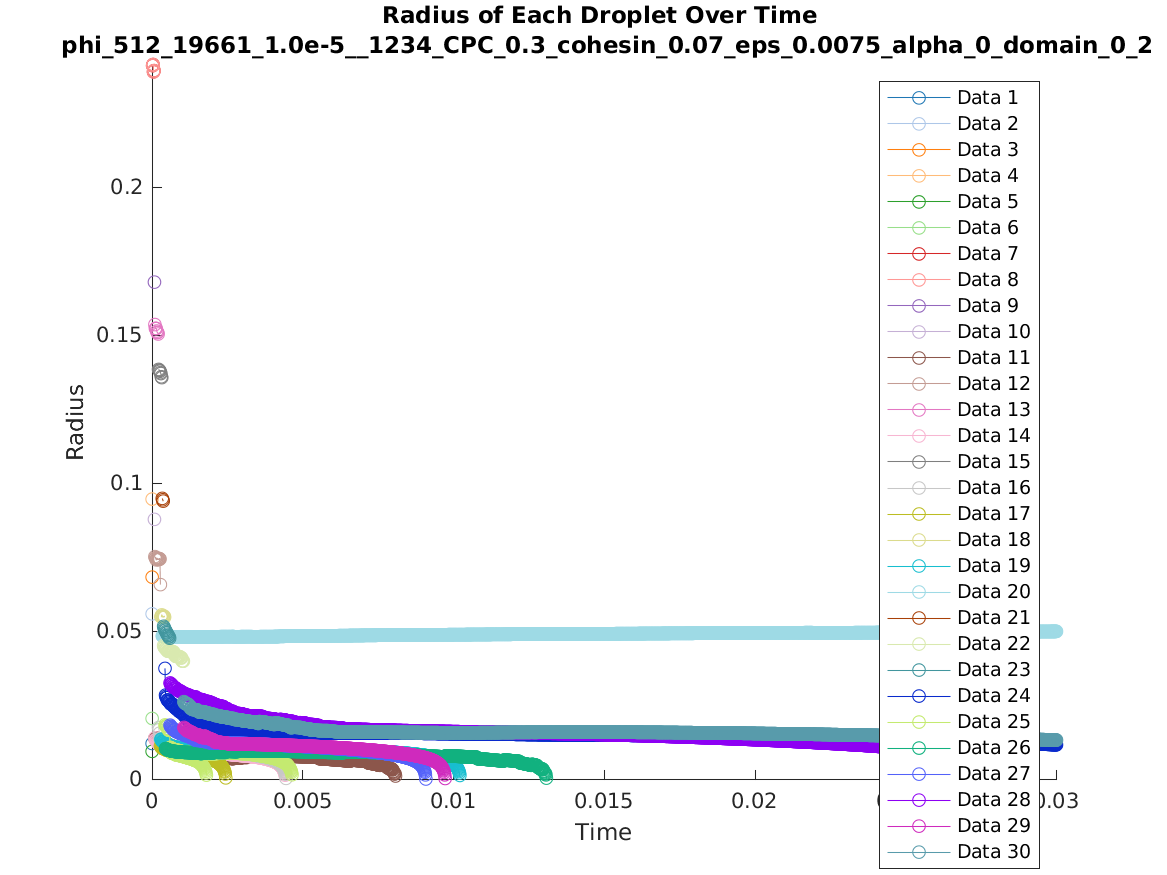 Radius of Each Droplet Over Time
phi_512_19661_1.0e-5__1234_CPC_0.3_cohesin_0.07_eps_0.0075_alpha_0_domain_0_2
Radius
0.2
0.15
0.1
0.05
0
0
0.005
0.01
0.015
0.02
0.03
Time
Data 1
Data 2
Data 3
Data 4
Data 5
Data 6
Data 7
Data 8
Data 9
Data 10
Data 11
Data 12
Data 13
Data 14
Data 15
Data 16
Data 17
Data 18
Data 19
Data 20
Data 21
Data 22
Data 23
Data 24
Data 25
Data 26
Data 27
Data 28
Data 29
Data 30